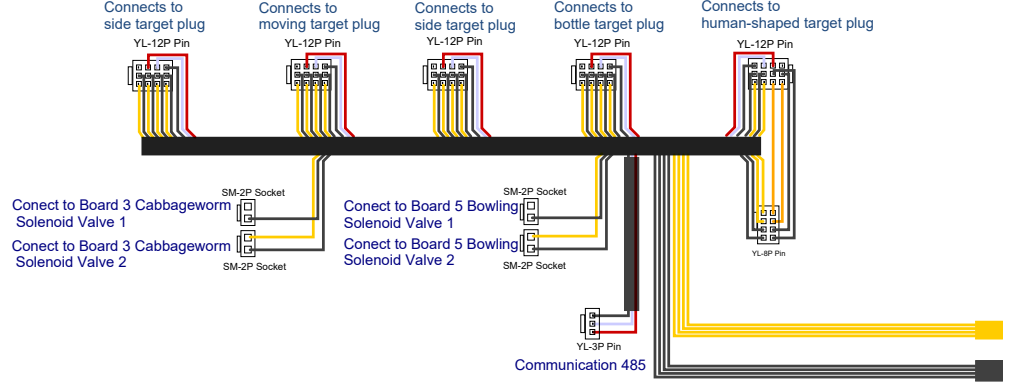 Connects to
side target plug
YL-12P Pin
Connects to
moving target plug
YL-12P Pin
Connects to
side target plug
YL-12P Pin
Connects to
bottle target plug
YL-12P Pin
Connects to
human-shaped target plug
YL-12P Pin
SM-2P Socket
Conect to Board 3 Cabbageworm
Solenoid Valve 1
Conect to Board 3 Cabbageworm
Solenoid Valve 2
SM-2P Socket
SM-2P Socket
Conect to Board 5 Bowling
Solenoid Valve 1
Conect to Board 5 Bowling
Solenoid Valve 2
SM-2P Socket
YL-8P Pin
YL-3P Pin
Communication 485